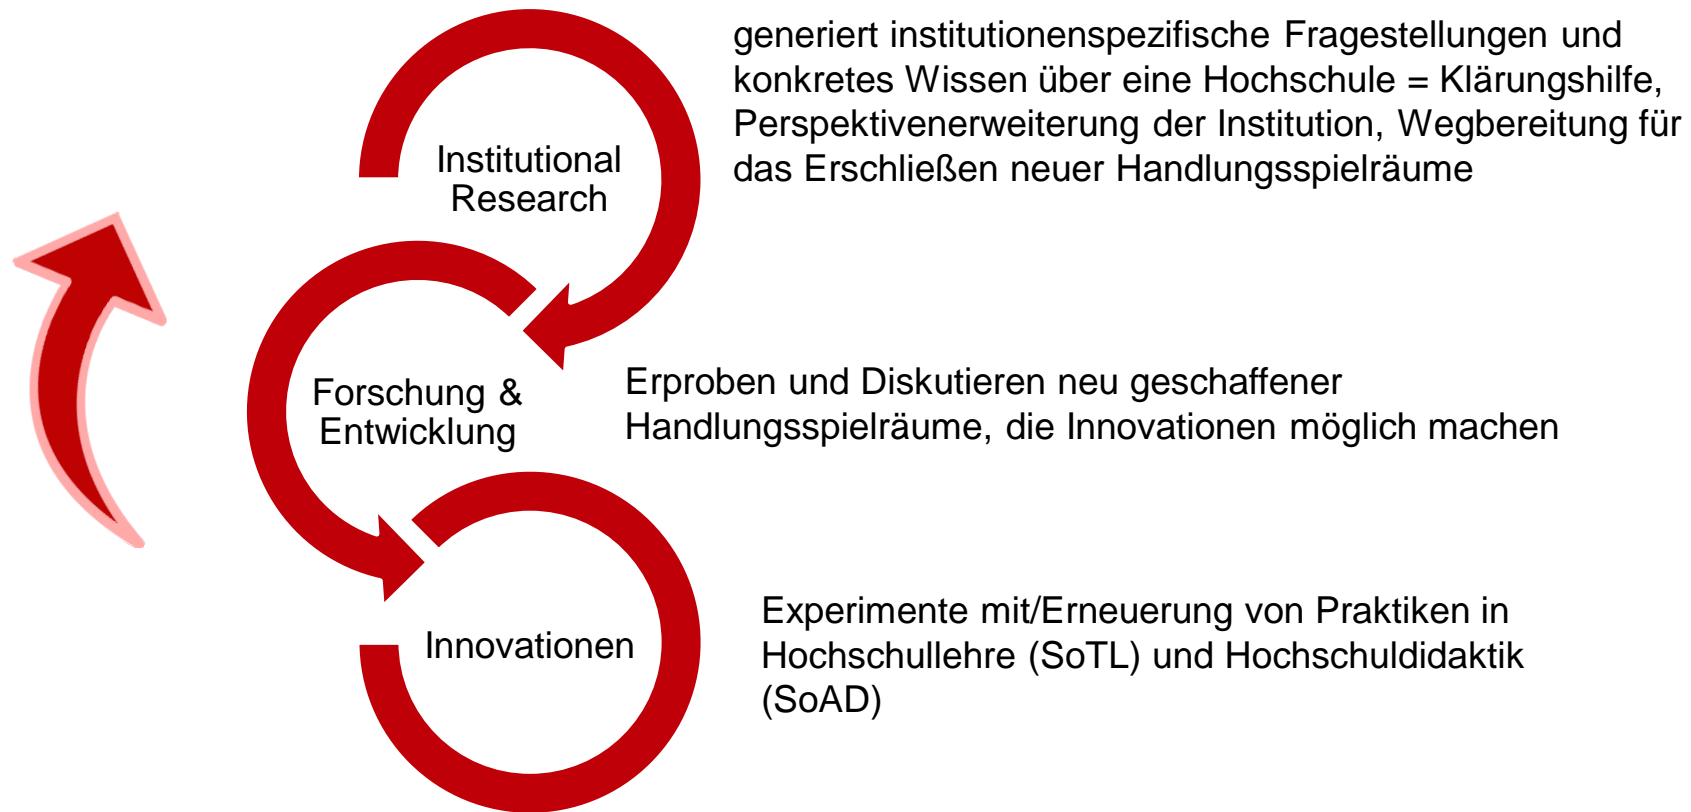 generiert institutionenspezifische Fragestellungen und
konkretes Wissen über eine Hochschule = Klärungshilfe,
Perspektivenerweiterung der Institution, Wegbereitung für
das Erschließen neuer Handlungsspielräume
Institutional
Research
Forschung &
Entwicklung
Erproben und Diskutieren neu geschaffener
Handlungsspielräume, die Innovationen möglich machen
Innovationen
Experimente mit/Erneuerung von Praktiken in
Hochschullehre (SoTL) und Hochschuldidaktik
(SoAD)